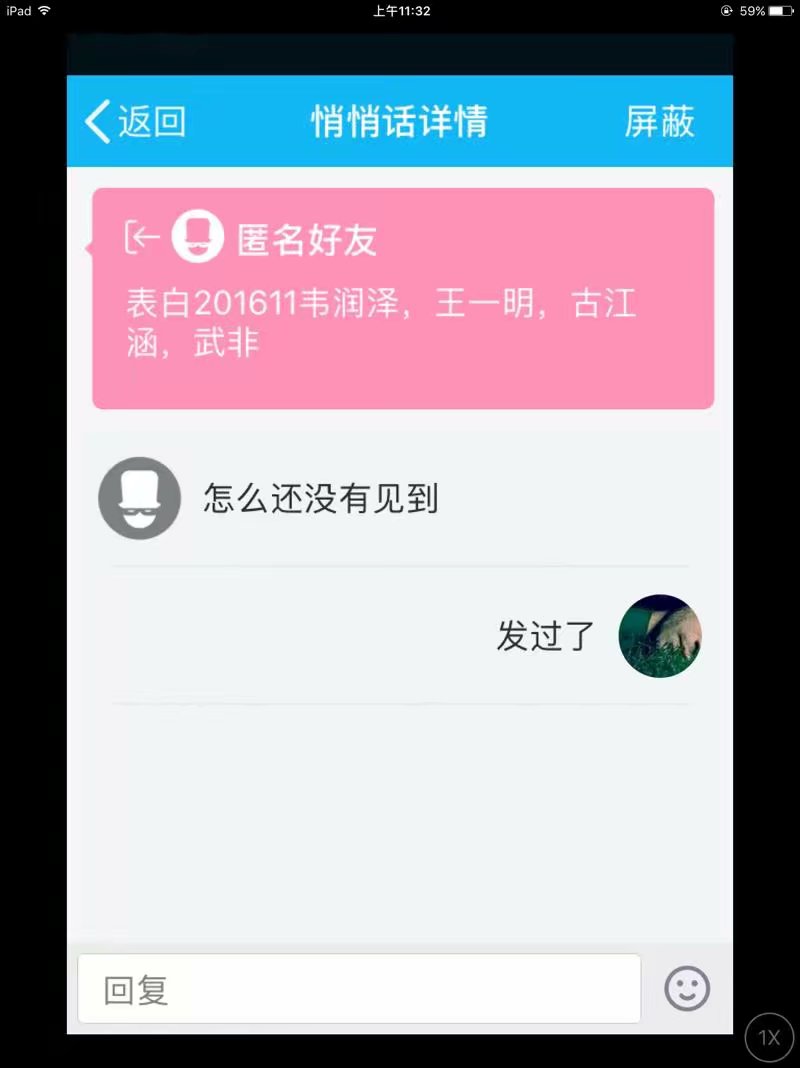 iPad 上午11:32 59%
返回 悄悄话详情 屏蔽
匿名好友
表白201611韦润泽，王一明，古江
涵，武非
怎么还没有见到
发过了
回复
1X